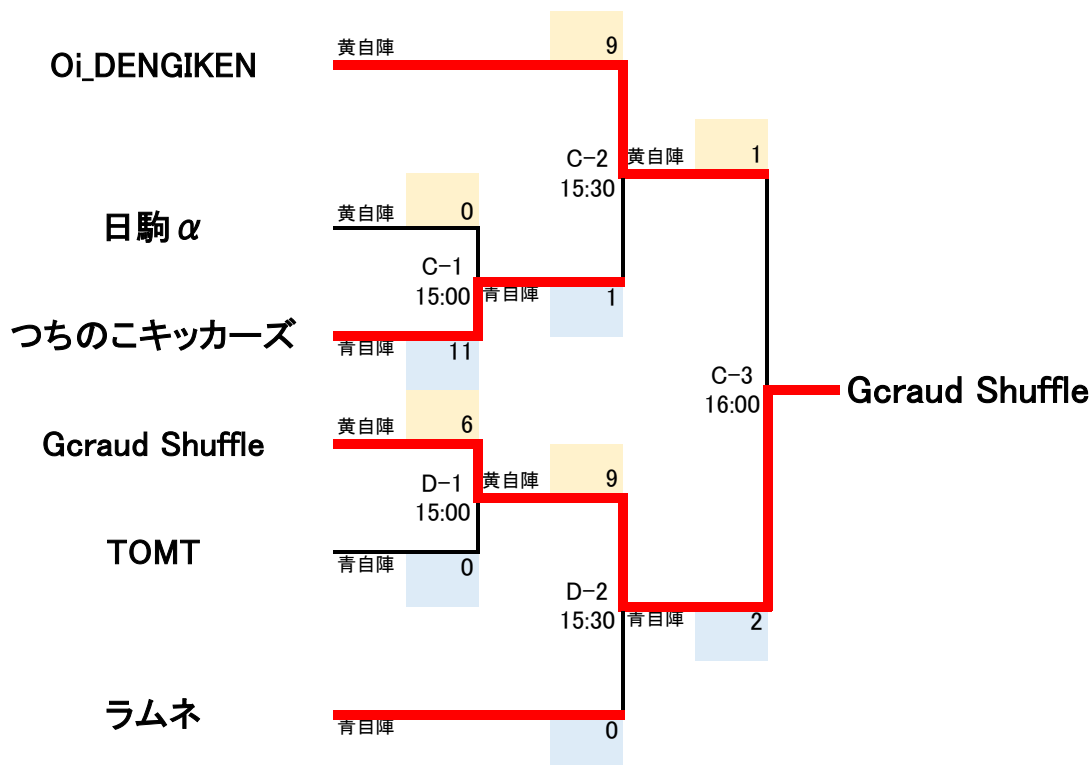 Oi_DENGIKEN
黄自陣
9
C-2
15:30
黄自陣
1
日駒α
黄自陣
0
C-1
15:00
青自陣
1
つちのこキッカーズ
青自陣
11
C-3
16:00
Gcraud Shuffle
Gcraud Shuffle
黄自陣
6
D-1
15:00
黄自陣
9
TOMT
青自陣
0
D-2
15:30
青自陣
2
ラムネ
青自陣
0